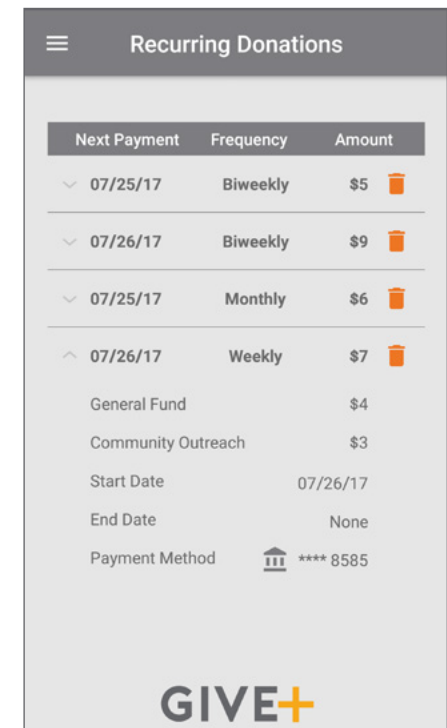 Recurring Donations
Next Payment Frequency Amount
07/25/17 Biweekly $5
07/26/17 Biweekly $9
07/25/17 Monthly $6
07/26/17 Weekly $7
General Fund $4
Community Outreach $3
Start Date 07/26/17
End Date None
Payment Method **** 8585
GIVE+